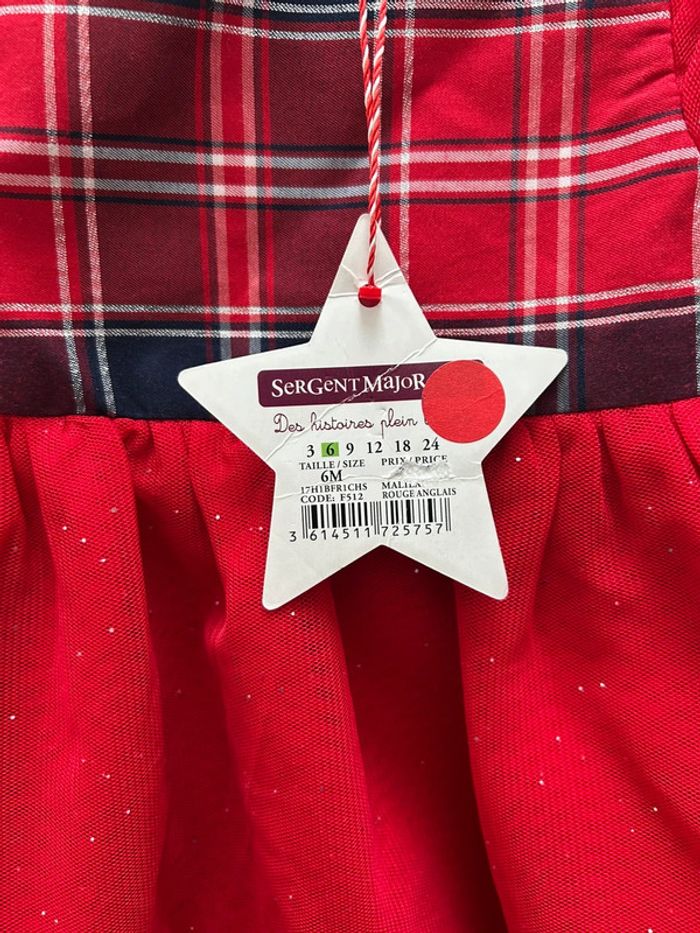 SERGENT MAJOR
Des histoires plein
3 6 9 12 18 24
TAILLE/SIZE PRIX/PRICE
6M
17H1BFR1CHS
CODE: F512 ROUGE ANGLAIS
3 614511 725757